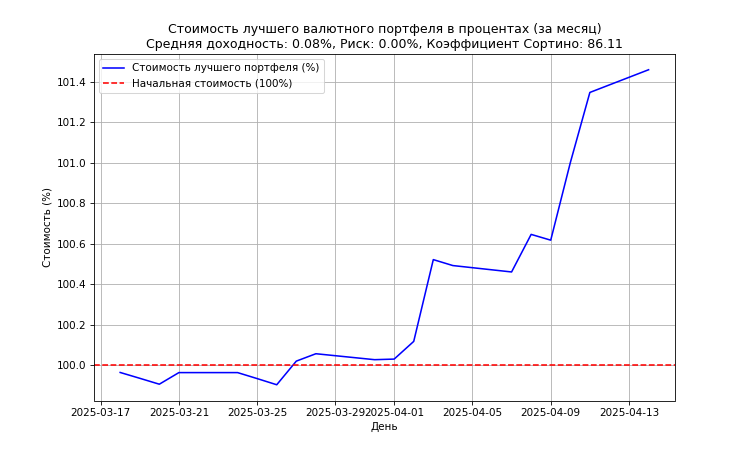 Стоимость лучшего валютного портфеля в процентах (за месяц)
Средняя доходность: 0.08%, Риск: 0.00%, Коэффициент Сортино: 86.11
Стоимость лучшего портфеля (%)
Начальная стоимость (100%)
Стоимость (%)
101.4
101.2
101.0
100.8
100.6
100.4
100.2
100.0
2025-03-17
2025-03-21
2025-03-25
2025-03-29
2025-04-01
2025-04-05
2025-04-09
2025-04-13
День